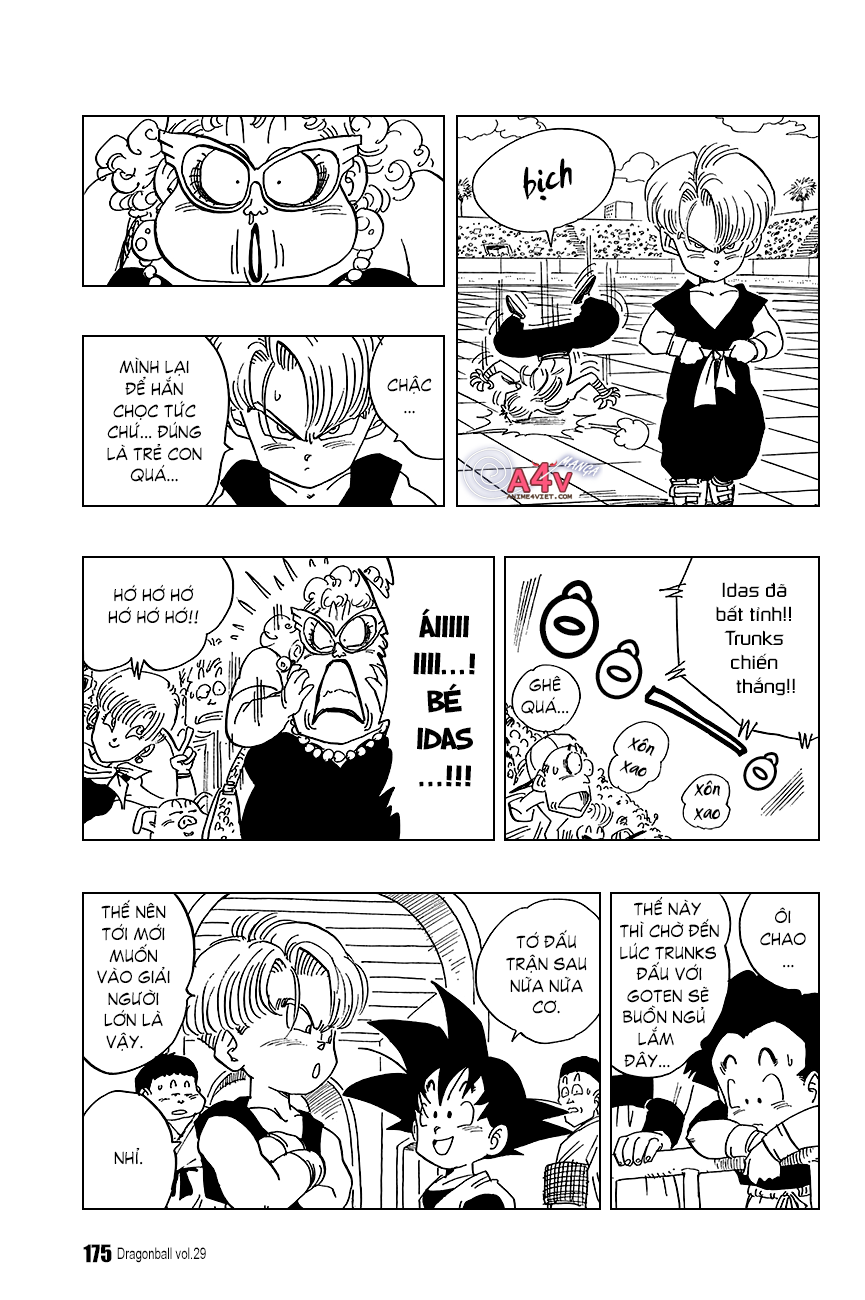 bịch
CHẬC
...
MÌNH LẠI
ĐỂ HẮN
CHỌC TỨC
CHỨ... ĐÚNG
LÀ TRẺ CON
QUÁ...
A4V
MANGA
ANIME4VIET.COM
Idas đã
bất tỉnh!!
Trunks
chiến
thắng!!
GHÊ
QUÁ...
XÔN
XAO
XÔN
XAO
ÁIIIII
IIII...!
BÉ
IDAS
...!!!
HỚ HỚ HỚ
HỚ HỚ HỚ!!
ÔI
CHAO
...
THẾ NÀY
THÌ CHỜ ĐẾN
LÚC TRUNKS
ĐẤU VỚI
GOTEN SẼ
BUỒN NGỦ
LẮM
ĐÂY...
TỚ ĐẤU
TRẬN SAU
NỮA NỮA
CƠ.
THẾ NÊN
TỚI MỚI
MUỐN
VÀO GIẢI
NGƯỜI
LỚN LÀ
VẬY.
NHỈ.
175 Dragonball vol.29